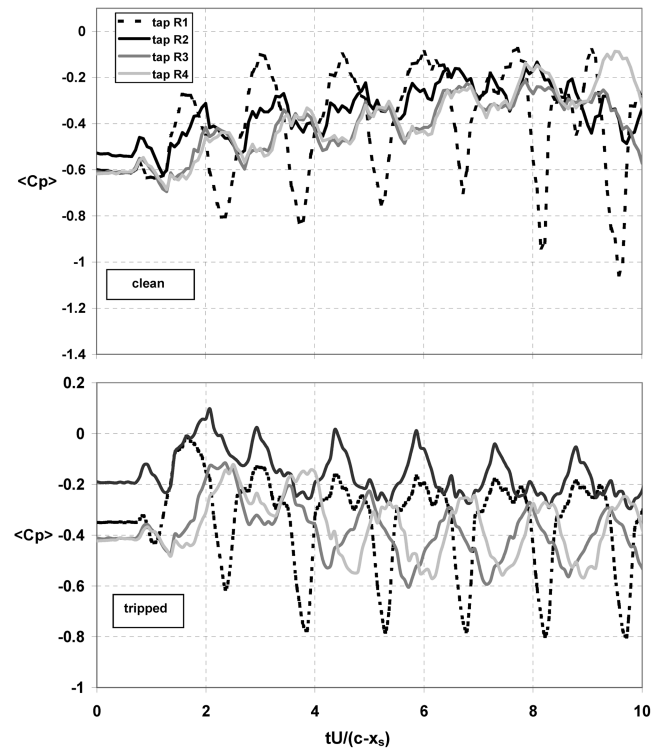 tap R1
tap R2
tap R3
tap R4
0
-0.2
-0.4
-0.6
-0.8
-1
-1.2
-1.4
<Cp>
clean
0.2
0
-0.2
-0.4
-0.6
-0.8
-1
<Cp>
tripped
0 2 4 6 8 10
tU/(c-xs)